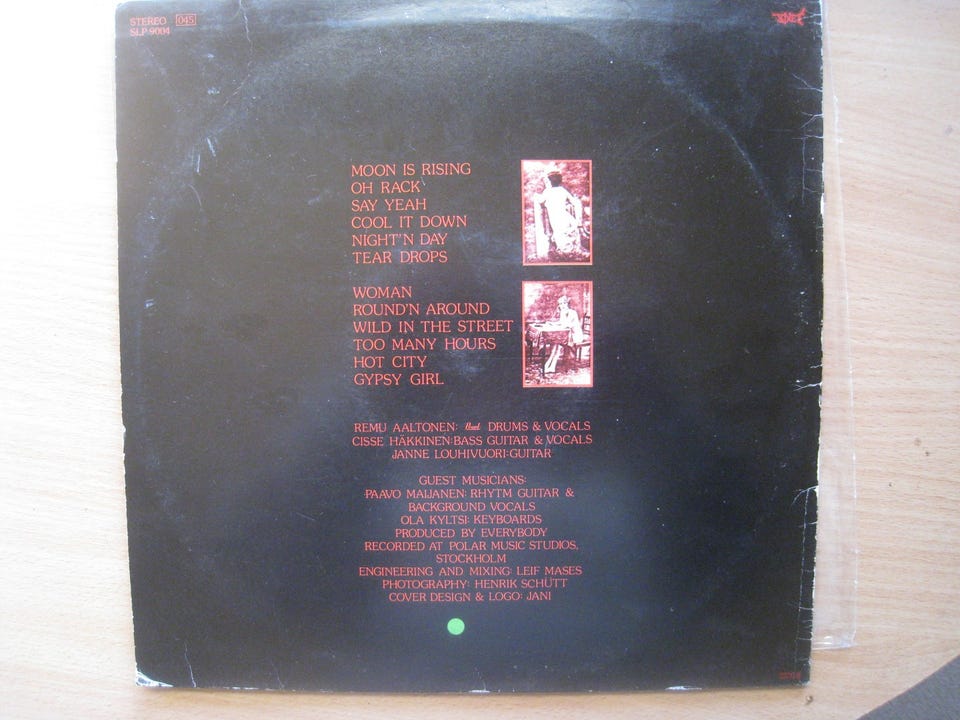 STEREO 045
SLP 9004
MOON IS RISING
OH RACK
SAY YEAH
COOL IT DOWN
NIGHT'N DAY
TEAR DROPS
WOMAN
ROUND'N AROUND
WILD IN THE STREET
TOO MANY HOURS
HOT CITY
GYPSY GIRL
REMU AALTONEN: DRUMS & VOCALS
CISSE HÄKKINEN:BASS GUITAR & VOCALS
JANNE LOUHIVUORI:GUITAR
GUEST MUSICIANS:
PAAVO MAIJANEN: RHYTM GUITAR &
BACKGROUND VOCALS
OLA KYLTSI: KEYBOARDS
PRODUCED BY EVERYBODY
RECORDED AT POLAR MUSIC STUDIOS,
STOCKHOLM
ENGINEERING AND MIXING: LEIF MASES
PHOTOGRAPHY: HENRIK SCHÜTT
COVER DESIGN & LOGO: JANI